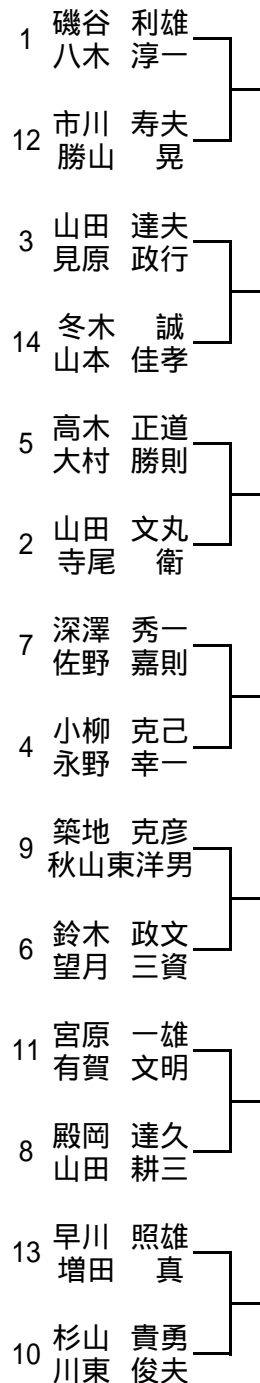 1 磯谷 利雄
八木 淳一
12 市川 寿夫
勝山 晃
3 山田 達夫
見原 政行
14 冬木 誠
山本 佳孝
5 高木 正道
大村 勝則
2 山田 文丸
寺尾 衛
7 深澤 秀一
佐野 嘉則
4 小柳 克己
永野 幸一
9 築地 克彦
秋山東洋男
6 鈴木 政文
望月 三資
11 宮原 一雄
有賀 文明
8 殿岡 達久
山田 耕三
13 早川 照雄
増田 真
10 杉山 貴勇
川東 俊夫